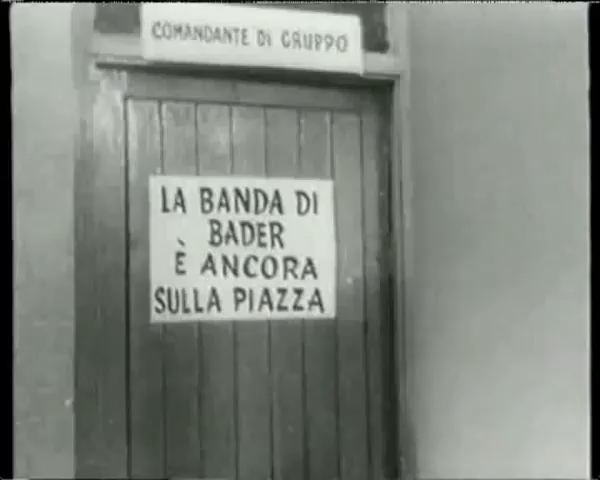 COMANDANTE DI GRUPPO
LA BANDA DI
BADER
È ANCORA
SULLA PIAZZA